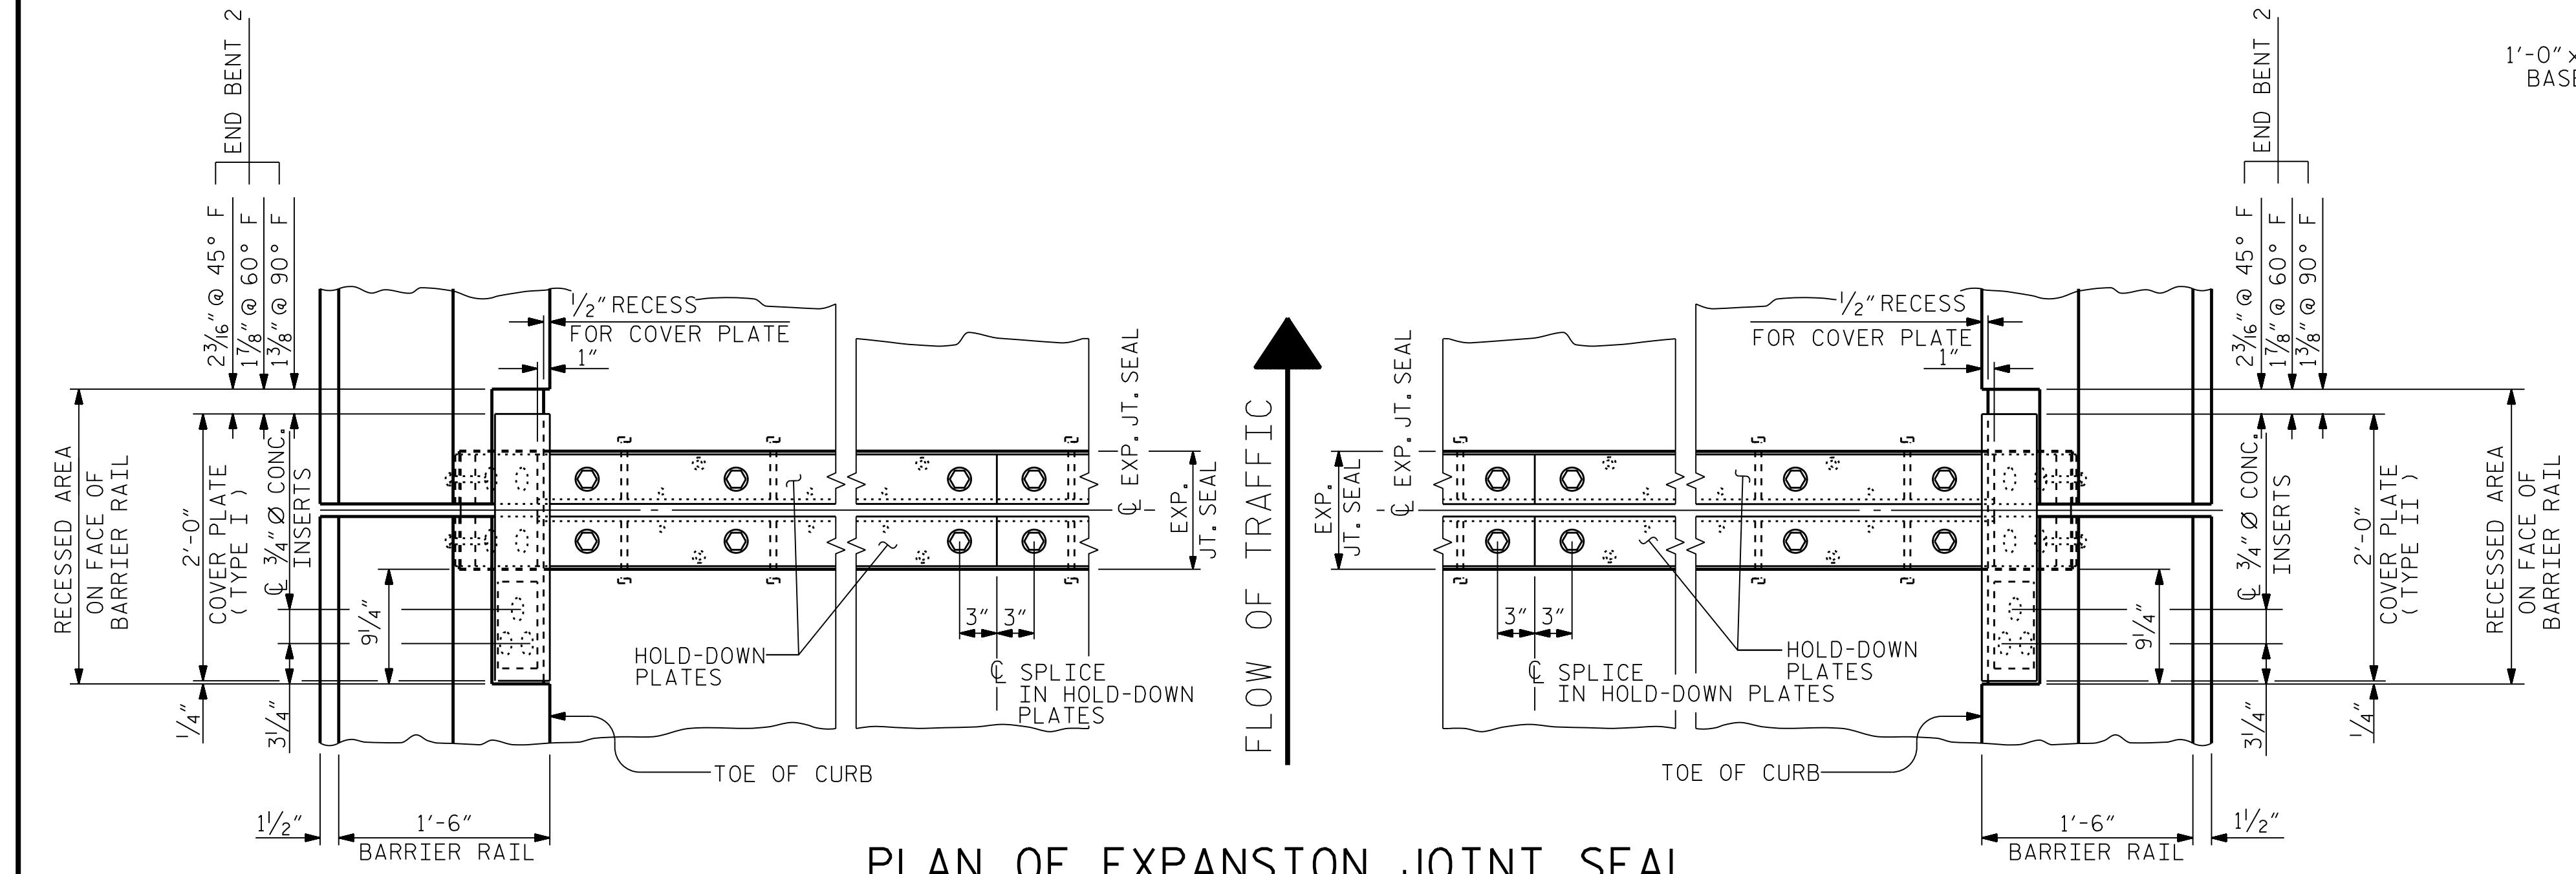 END BENT 2
2 3/16" @ 45° F
1 7/8" @ 60° F
1 3/8" @ 90° F
1/2" RECESS
FOR COVER PLATE
1"
RECESSED AREA
ON FACE OF
BARRIER RAIL
2'-0"
COVER PLATE
( TYPE I )
℄ 3/4" Ø CONC.
INSERTS
9 1/4"
1/4"
3 1/4"
HOLD-DOWN
PLATES
3" 3"
℄ SPLICE
IN HOLD-DOWN
PLATES
℄ EXP. JT. SEAL
EXP.
JT. SEAL
TOE OF CURB
1 1/2"
1'-6"
BARRIER RAIL
FLOW OF TRAFFIC
END BENT 2
2 3/16" @ 45° F
1 7/8" @ 60° F
1 3/8" @ 90° F
1/2" RECESS
FOR COVER PLATE
1"
EXP.
JT. SEAL
℄ EXP. JT. SEAL
3" 3"
℄ SPLICE
IN HOLD-DOWN PLATES
HOLD-DOWN
PLATES
9 1/4"
℄ 3/4" Ø CONC.
INSERTS
3 1/4"
2'-0"
COVER PLATE
( TYPE II )
1/4"
RECESSED AREA
ON FACE OF
BARRIER RAIL
TOE OF CURB
1'-6"
BARRIER RAIL
1 1/2"
1'-0" x
BASE
PLAN OF EXPANSION JOINT SEAL